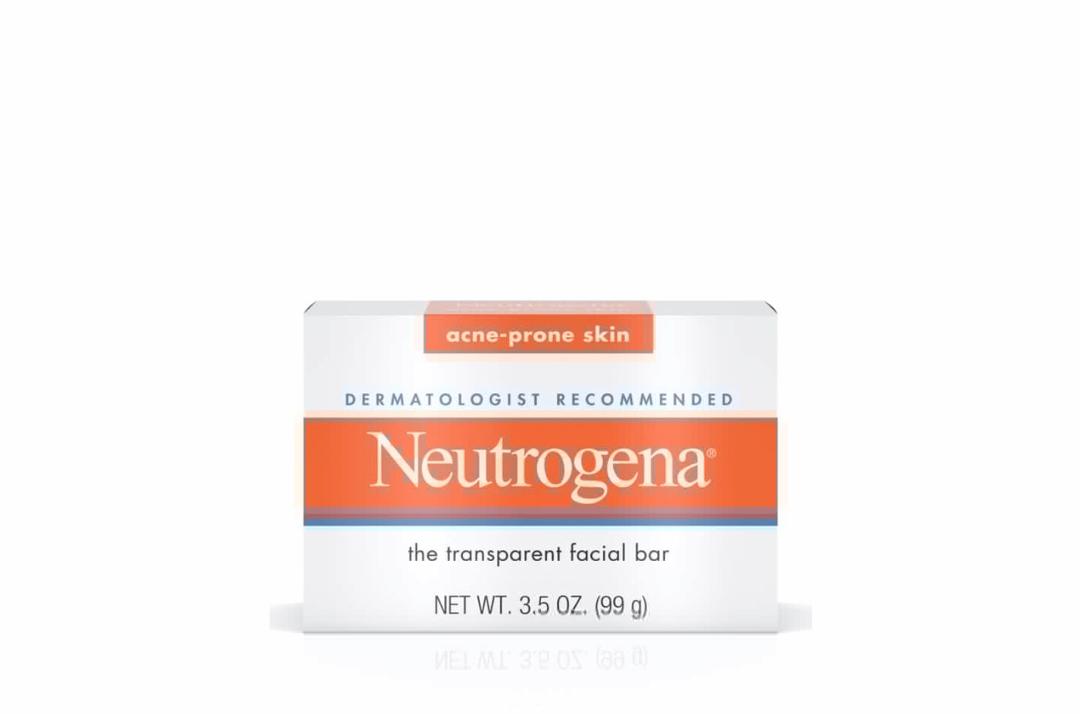 acne-prone skin
DERMATOLOGIST RECOMMENDED
Neutrogena®
the transparent facial bar
NET WT. 3.5 OZ. (99 g)